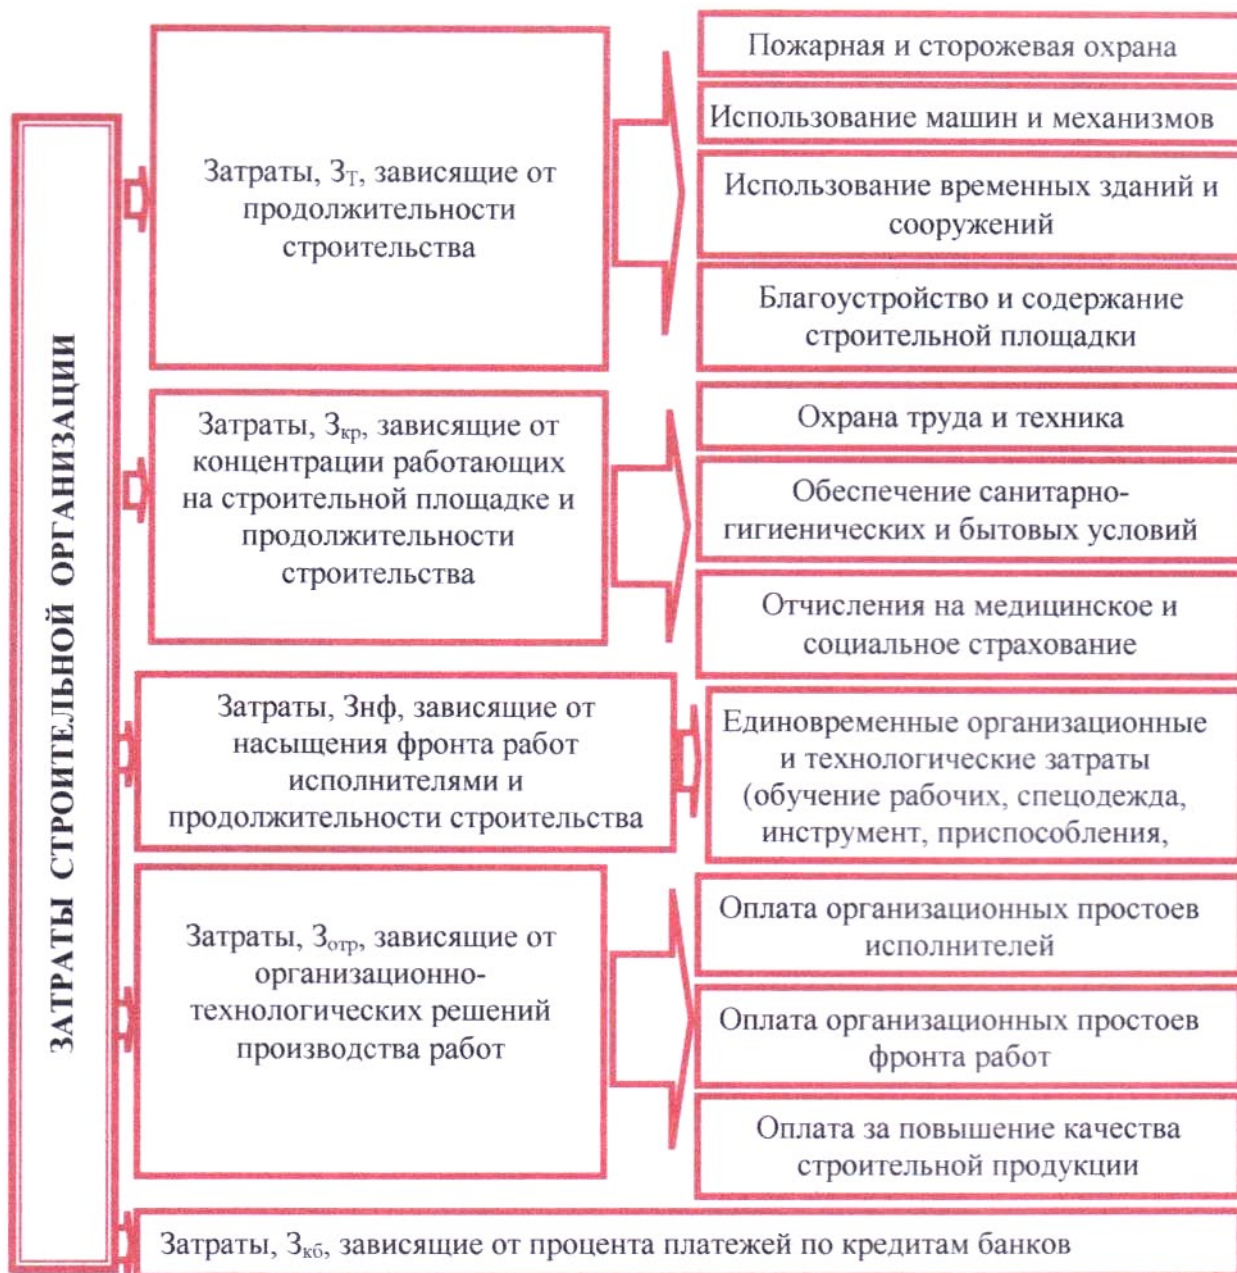 ЗАТРАТЫ СТРОИТЕЛЬНОЙ ОРГАНИЗАЦИИ
Затраты, Зт, зависящие от
продолжительности
строительства
Пожарная и сторожевая охрана
Использование машин и механизмов
Использование временных зданий и
сооружений
Благоустройство и содержание
строительной площадки
Затраты, Зкр, зависящие от
концентрации работающих
на строительной площадке и
продолжительности
строительства
Охрана труда и техника
Обеспечение санитарно-
гигиенических и бытовых условий
Отчисления на медицинское и
социальное страхование
Затраты, Знф, зависящие от
насыщения фронта работ
исполнителями и
продолжительности строительства
Единовременные организационные
и технологические затраты
(обучение рабочих, спецодежда,
инструмент, приспособления,
Затраты, Зотр, зависящие от
организационно-
технологических решений
производства работ
Оплата организационных простоев
исполнителей
Оплата организационных простоев
фронта работ
Оплата за повышение качества
строительной продукции
Затраты, Зкб, зависящие от процента платежей по кредитам банков